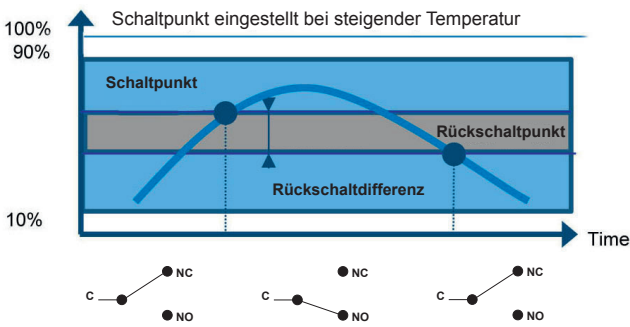 Schaltpunkt eingestellt bei steigender Temperatur
100%
90%
Schaltpunkt
Rückschaltpunkt
Rückschaltdifferenz
10%
Time
NC
C
NO
NC
C
NO
NC
C
NO